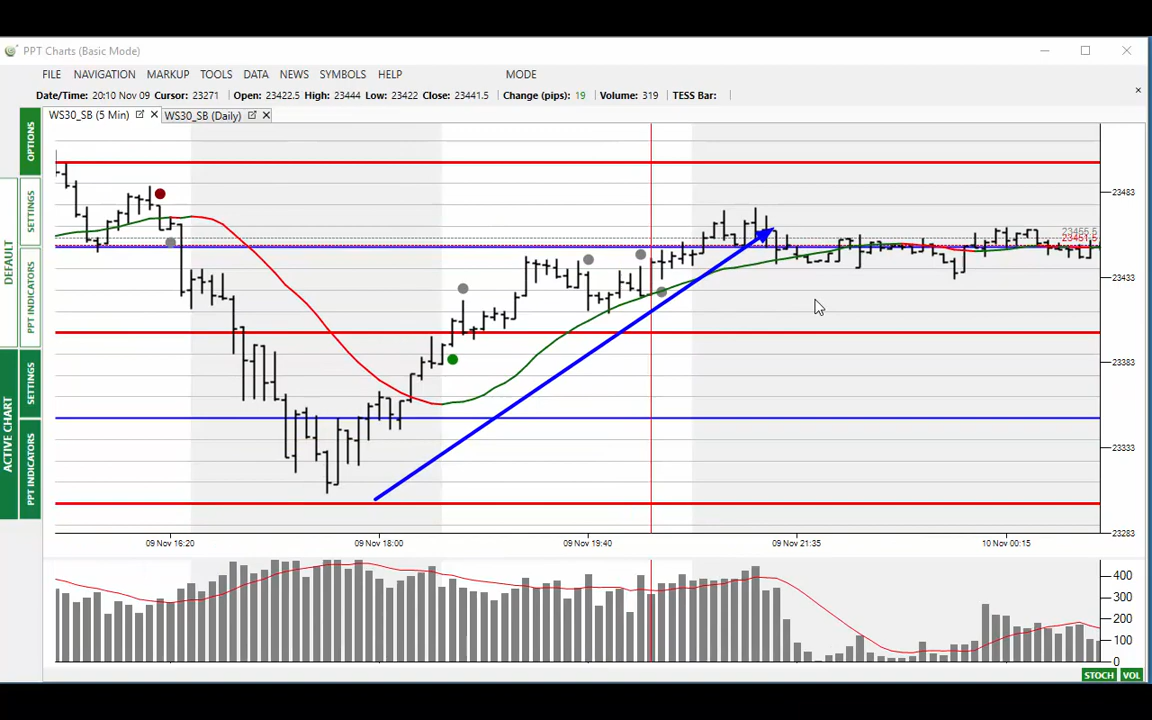 PPT Charts (Basic Mode)
FILE NAVIGATION MARKUP TOOLS DATA NEWS SYMBOLS HELP MODE
Date/Time: 20:10 Nov 09 Cursor: 23271 Open: 23422.5 High: 23444 Low: 23422 Close: 23441.5 Change (pips): 19 Volume: 319 TESS Bar:
WS30_SB (5 Min) WS30_SB (Daily)
OPTIONS
DEFAULT
SETTINGS
PPT INDICATORS
ACTIVE CHART
SETTINGS
PPT INDICATORS
23483
23455.5
23451.5
23433
23383
23333
23283
09 Nov 16:20 09 Nov 18:00 09 Nov 19:40 09 Nov 21:35 10 Nov 00:15
400
300
200
100
0
STOCH VOL